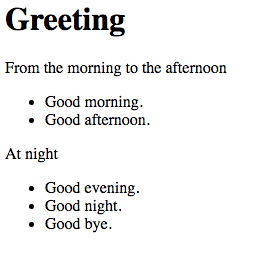 Greeting
From the morning to the afternoon
• Good morning.
• Good afternoon.
At night
• Good evening.
• Good night.
• Good bye.